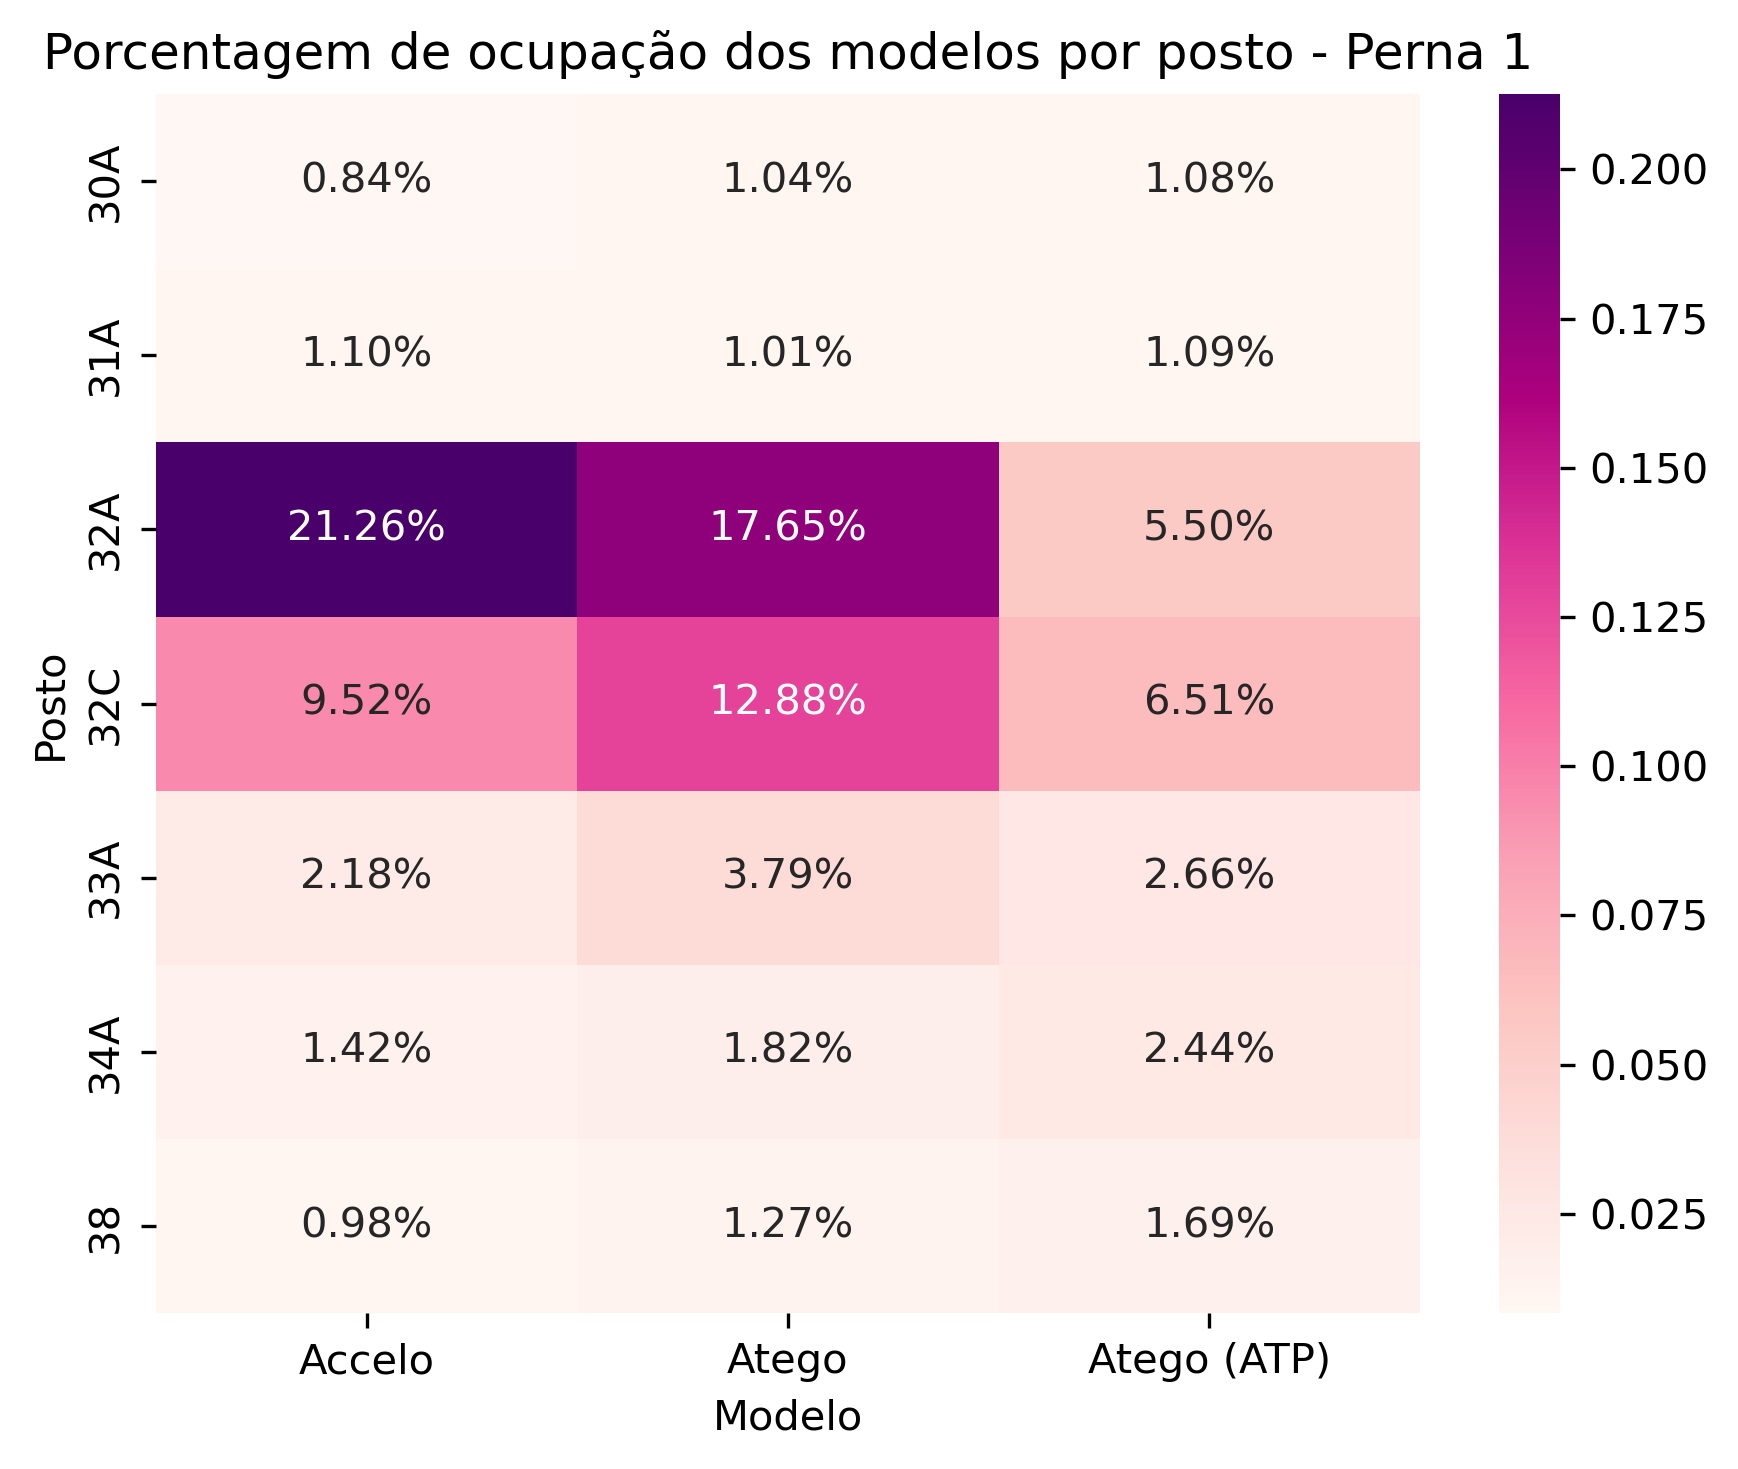 Porcentagem de ocupação dos modelos por posto - Perna 1
30A 0.84% 1.04% 1.08%
31A 1.10% 1.01% 1.09%
32A 21.26% 17.65% 5.50%
32C 9.52% 12.88% 6.51%
33A 2.18% 3.79% 2.66%
34A 1.42% 1.82% 2.44%
38 0.98% 1.27% 1.69%
Posto
Accelo Atego Atego (ATP)
Modelo
0.200
0.175
0.150
0.125
0.100
0.075
0.050
0.025